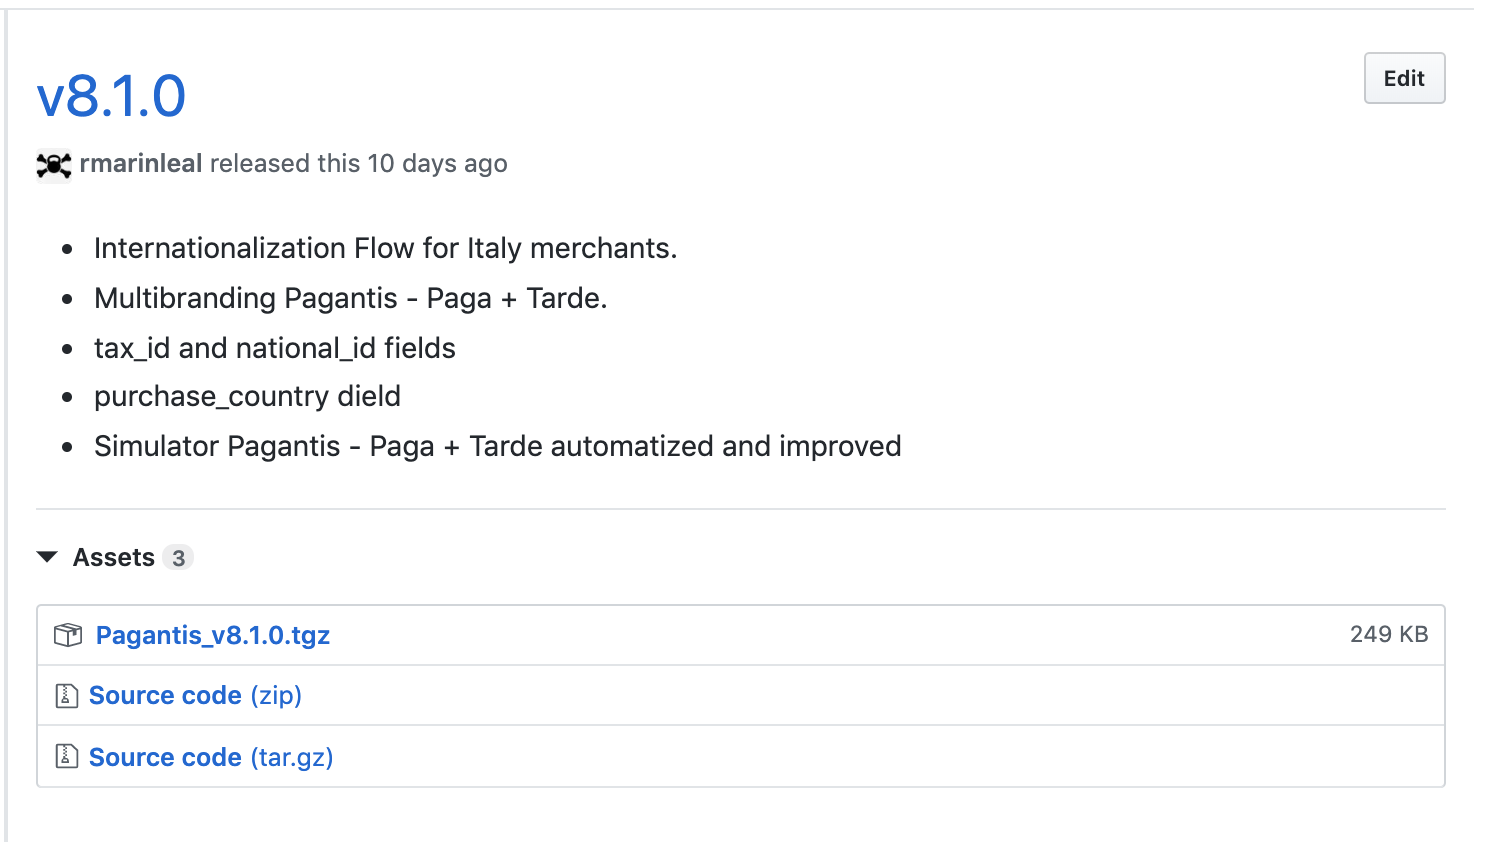 v8.1.0
Edit
rmarinleal released this 10 days ago
Internationalization Flow for Italy merchants.
Multibranding Pagantis - Paga + Tarde.
tax_id and national_id fields
purchase_country dield
Simulator Pagantis - Paga + Tarde automatized and improved
Assets 3
Pagantis_v8.1.0.tgz 249 KB
Source code (zip)
Source code (tar.gz)